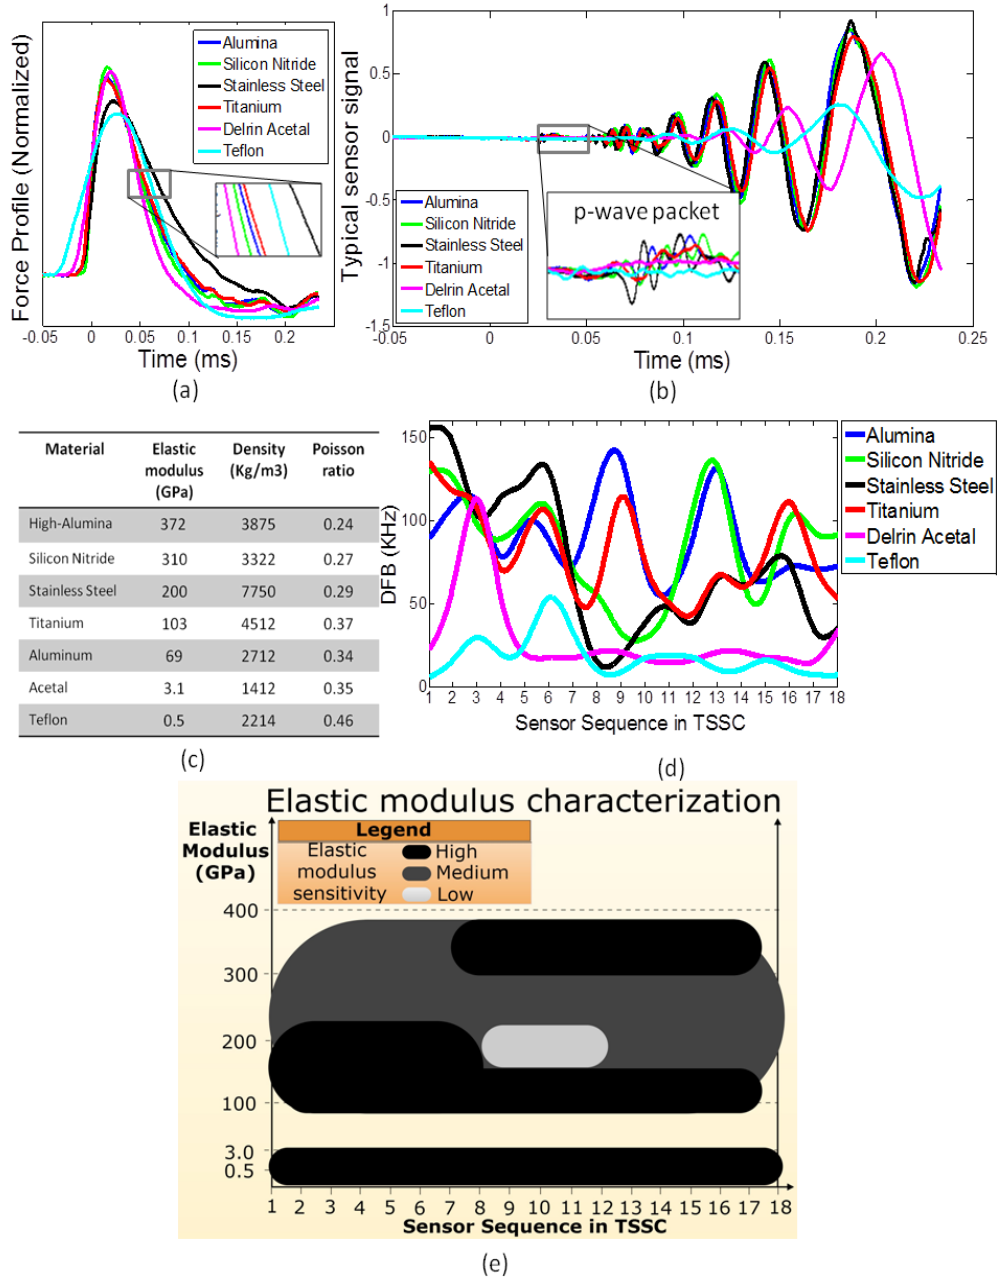 Force Profile (Normalized)
Alumina
Silicon Nitride
Stainless Steel
Titanium
Delrin Acetal
Teflon
-0.05 0 0.05 0.1 0.15 0.2
Time (ms)
(a)
Typical sensor signal
1
0.5
0
-0.5
-1
-1.5
Alumina
Silicon Nitride
Stainless Steel
Titanium
Delrin Acetal
Teflon
p-wave packet
-0.05 0 0.05 0.1 0.15 0.2 0.25
Time (ms)
(b)
Material Elastic modulus (GPa) Density (Kg/m3) Poisson ratio
High-Alumina 372 3875 0.24
Silicon Nitride 310 3322 0.27
Stainless Steel 200 7750 0.29
Titanium 103 4512 0.37
Aluminum 69 2712 0.34
Acetal 3.1 1412 0.35
Teflon 0.5 2214 0.46
(c)
DFB (KHz)
150
100
50
0
1 2 3 4 5 6 7 8 9 10 11 12 13 14 15 16 17 18
Sensor Sequence in TSSC
Alumina
Silicon Nitride
Stainless Steel
Titanium
Delrin Acetal
Teflon
(d)
Elastic modulus characterization
Elastic
Modulus
(GPa)
Legend
Elastic
modulus
sensitivity
High
Medium
Low
400
300
200
100
3.0
0.5
1 2 3 4 5 6 7 8 9 10 11 12 13 14 15 16 17 18
Sensor Sequence in TSSC
(e)